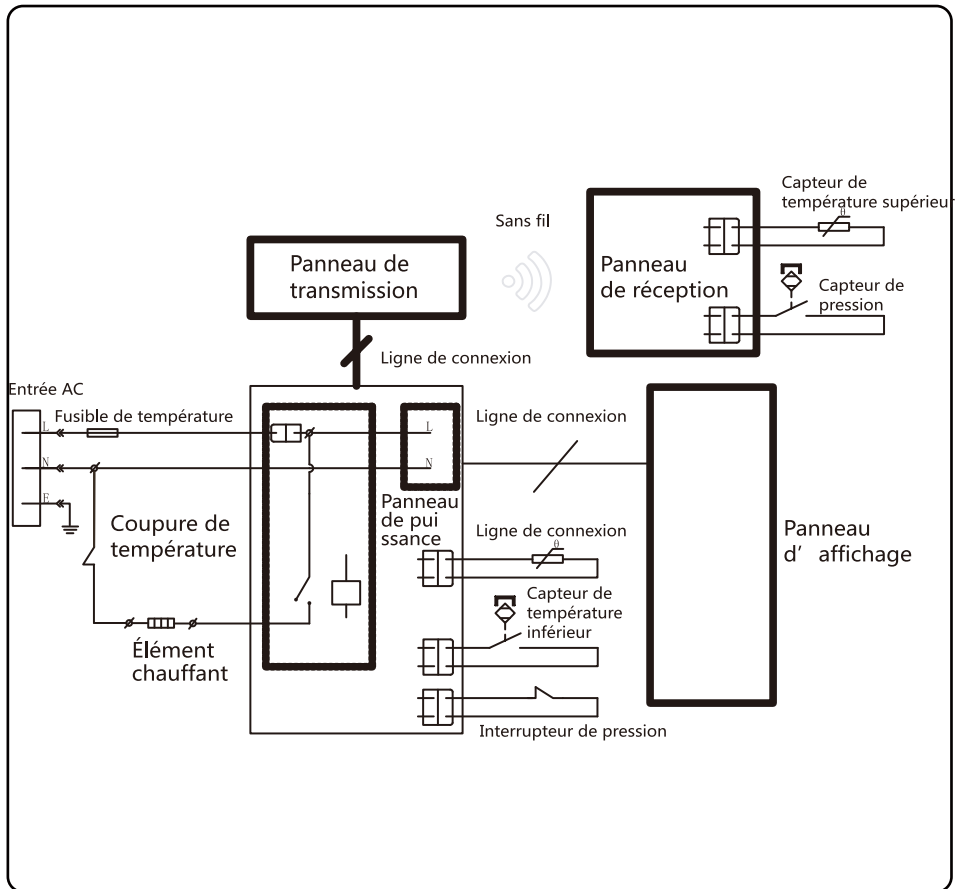 Capteur de
température supérieur
θ
Sans fil
Panneau de
transmission
Panneau
de réception
Capteur de
pression
Ligne de connexion
Entrée AC
Fusible de température
L
L
Ligne de connexion
N
N
E
Panneau
de pui
ssance
Coupure de
température
Ligne de connexion
θ
Panneau
d' affichage
Capteur de
température
inférieur
Élément
chauffant
Interrupteur de pression